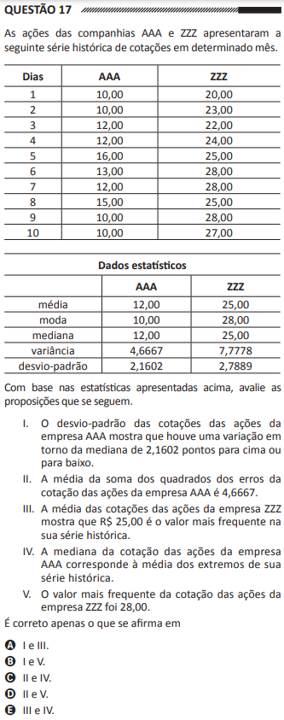 QUESTÃO 17
As ações das companhias AAA e ZZZ apresentaram a
seguinte série histórica de cotações em determinado mês.
Dias AAA ZZZ
1 10,00 20,00
2 10,00 23,00
3 12,00 22,00
4 12,00 24,00
5 16,00 25,00
6 13,00 28,00
7 12,00 28,00
8 15,00 25,00
9 10,00 28,00
10 10,00 27,00
Dados estatísticos
AAA ZZZ
média 12,00 25,00
moda 10,00 28,00
mediana 12,00 25,00
variância 4,6667 7,7778
desvio-padrão 2,1602 2,7889
Com base nas estatísticas apresentadas acima, avalie as
proposições que se seguem.
I. O desvio-padrão das cotações das ações da
empresa AAA mostra que houve uma variação em
torno da mediana de 2,1602 pontos para cima ou
para baixo.
II. A média da soma dos quadrados dos erros da
cotação das ações da empresa AAA é 4,6667.
III. A média das cotações das ações da empresa ZZZ
mostra que R$ 25,00 é o valor mais frequente na
sua série histórica.
IV. A mediana da cotação das ações da empresa
AAA corresponde à média dos extremos de sua
série histórica.
V. O valor mais frequente da cotação das ações da
empresa ZZZ foi 28,00.
É correto apenas o que se afirma em
A I e III.
B I e V.
C II e IV.
D II e V.
E III e IV.